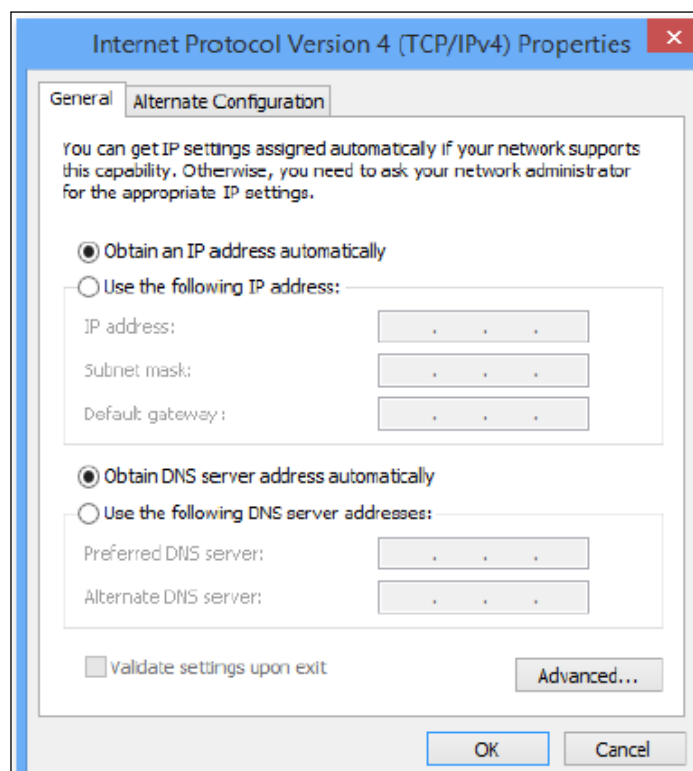 Internet Protocol Version 4 (TCP/IPv4) Properties
General
Alternate Configuration
You can get IP settings assigned automatically if your network supports
this capability. Otherwise, you need to ask your network administrator
for the appropriate IP settings.
Obtain an IP address automatically
Use the following IP address:
IP address:
Subnet mask:
Default gateway:
Obtain DNS server address automatically
Use the following DNS server addresses:
Preferred DNS server:
Alternate DNS server:
Validate settings upon exit
Advanced...
OK
Cancel